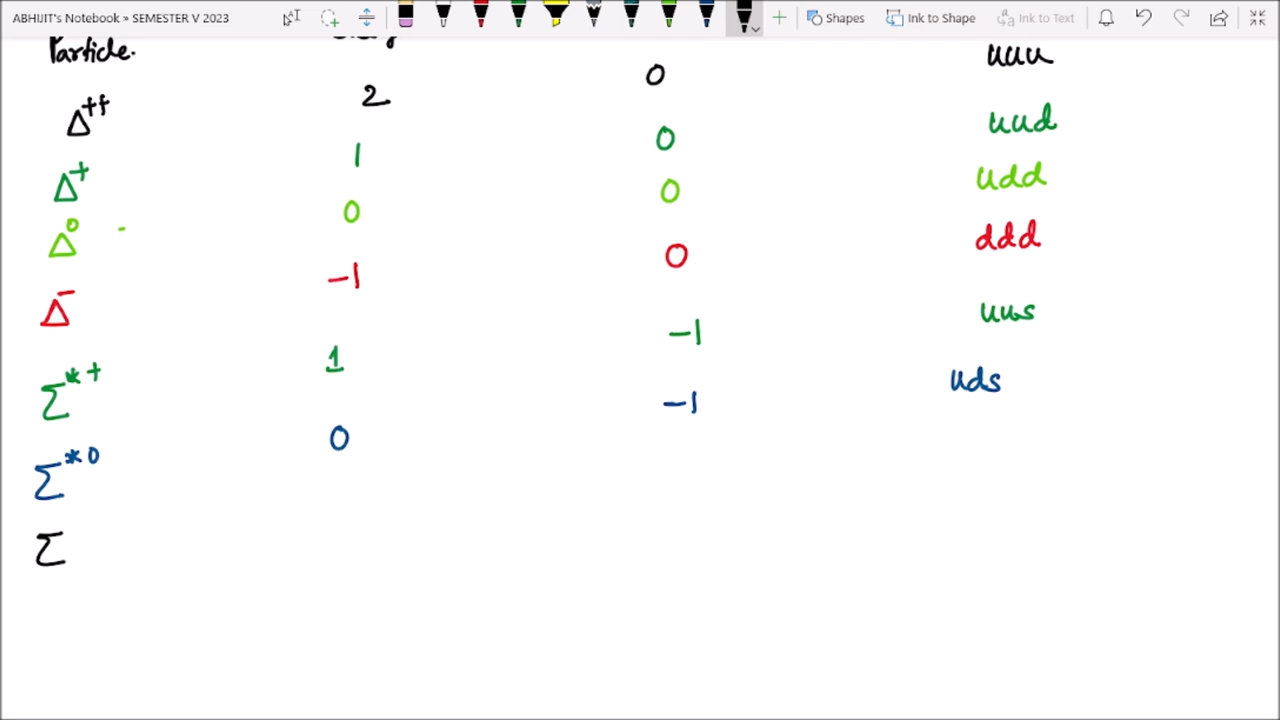 ABHIJIT's Notebook » SEMESTER V 2023 Shapes Ink to Shape Ink to Text
Particle.
Δ++ 2 0 uuu
Δ+ 1 0 uud
Δ0 0 0 udd
Δ- -1 0 ddd
Σ*+ 1 -1 uus
Σ*0 0 -1 uds
Σ